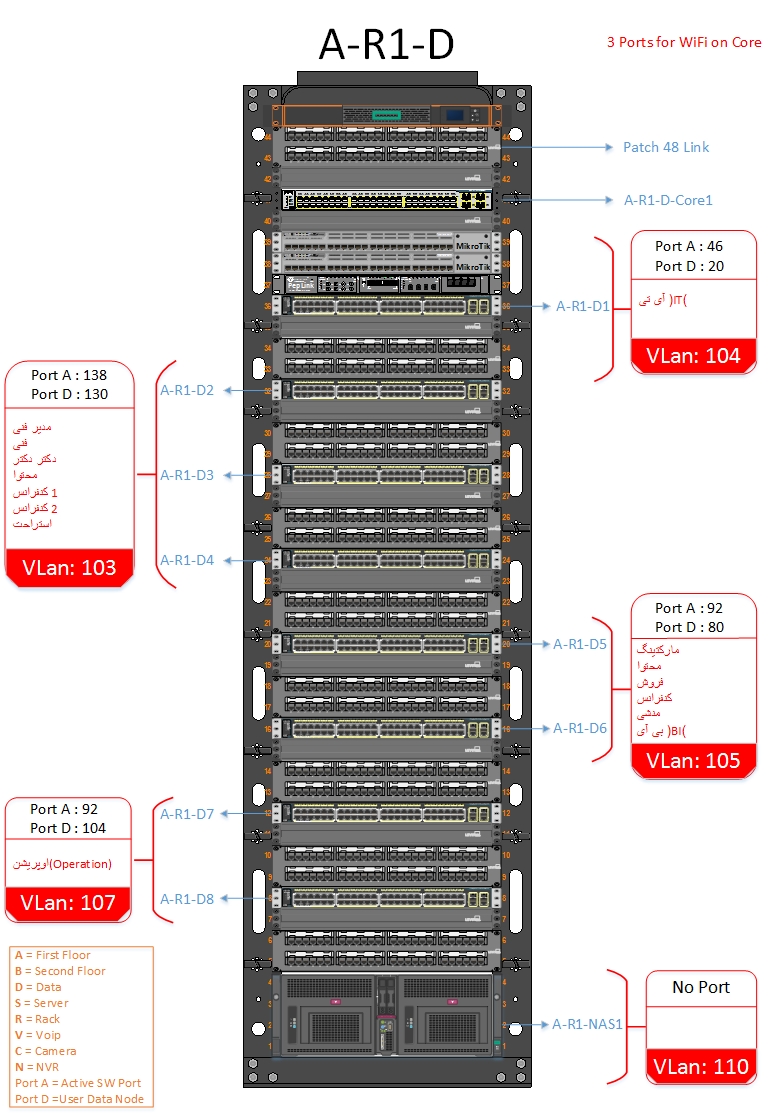 A-R1-D
3 Ports for WiFi on Core
Patch 48 Link
A-R1-D-Core1
MikroTik
MikroTik
Pep Link
A-R1-D1
Port A : 46
Port D : 20
آی تی )IT(
VLan: 104
Port A : 138
Port D : 130
مدیر فنی
فنی
دکتر دکتر
محتوا
کنفرانس 1
کنفرانس 2
استراحت
VLan: 103
A-R1-D2
A-R1-D3
A-R1-D4
A-R1-D5
A-R1-D6
Port A : 92
Port D : 80
مارکتینگ
محتوا
فروش
کنفرانس
مدشی
بی آی )BI(
VLan: 105
Port A : 92
Port D : 104
اوپریشن(Operation)
VLan: 107
A-R1-D7
A-R1-D8
A = First Floor
B = Second Floor
D = Data
S = Server
R = Rack
V = Voip
C = Camera
N = NVR
Port A = Active SW Port
Port D =User Data Node
A-R1-NAS1
No Port
VLan: 110